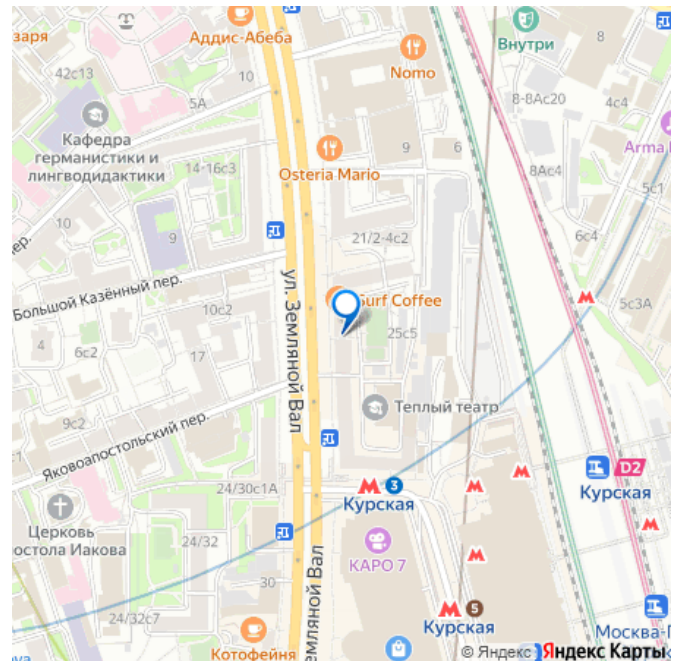 заря
Аддис-Абеба
Внутри
8
42с13
10
Nomo
5А
8-8Ас20
4с4
Кафедра
германистики и
лингводидактики
Osteria Mario
9
6
Arma
14-16с3
8Ас4
5с1
10
пер.
9
21/2-4с2
6с4
Большой Казённый пер.
10с2
ул. Земляной Вал
Surf Coffee
5с3А
4
6с2
17
25с5
9с2
Яковоапостольский пер.
Теплый театр
D2
Курская
24/30с1А
3
Курская
Церковь
остола Иакова
24/32
КАРО 7
30
5
Курская
24/32с7
емляной Вал
Москва-
Котофейня
© Яндекс
Яндекс Карты